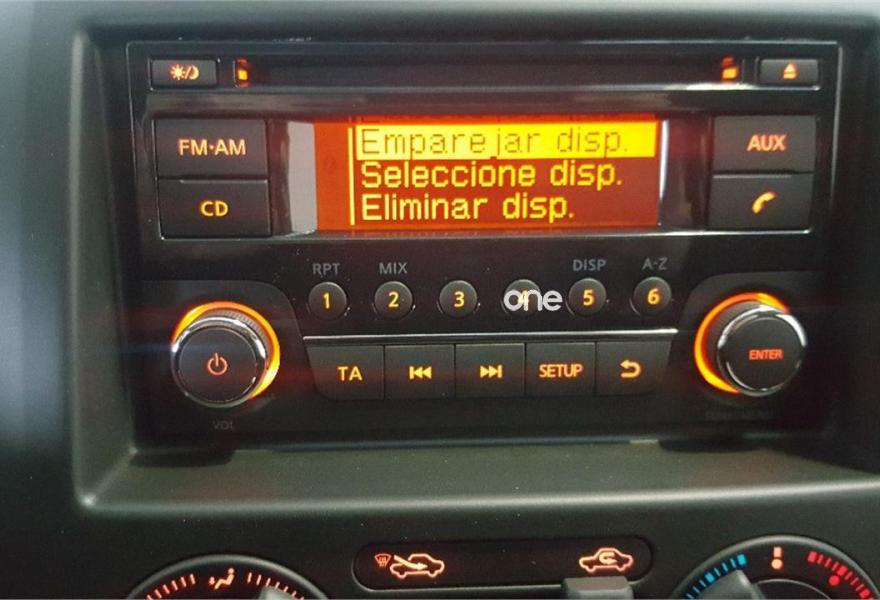 FM·AM
CD
Emparejar disp.
Seleccione disp.
Eliminar disp.
AUX
RPT
MIX
DISP
A-Z
1
2
3
4
5
6
one
TA
SETUP
ENTER
VOL